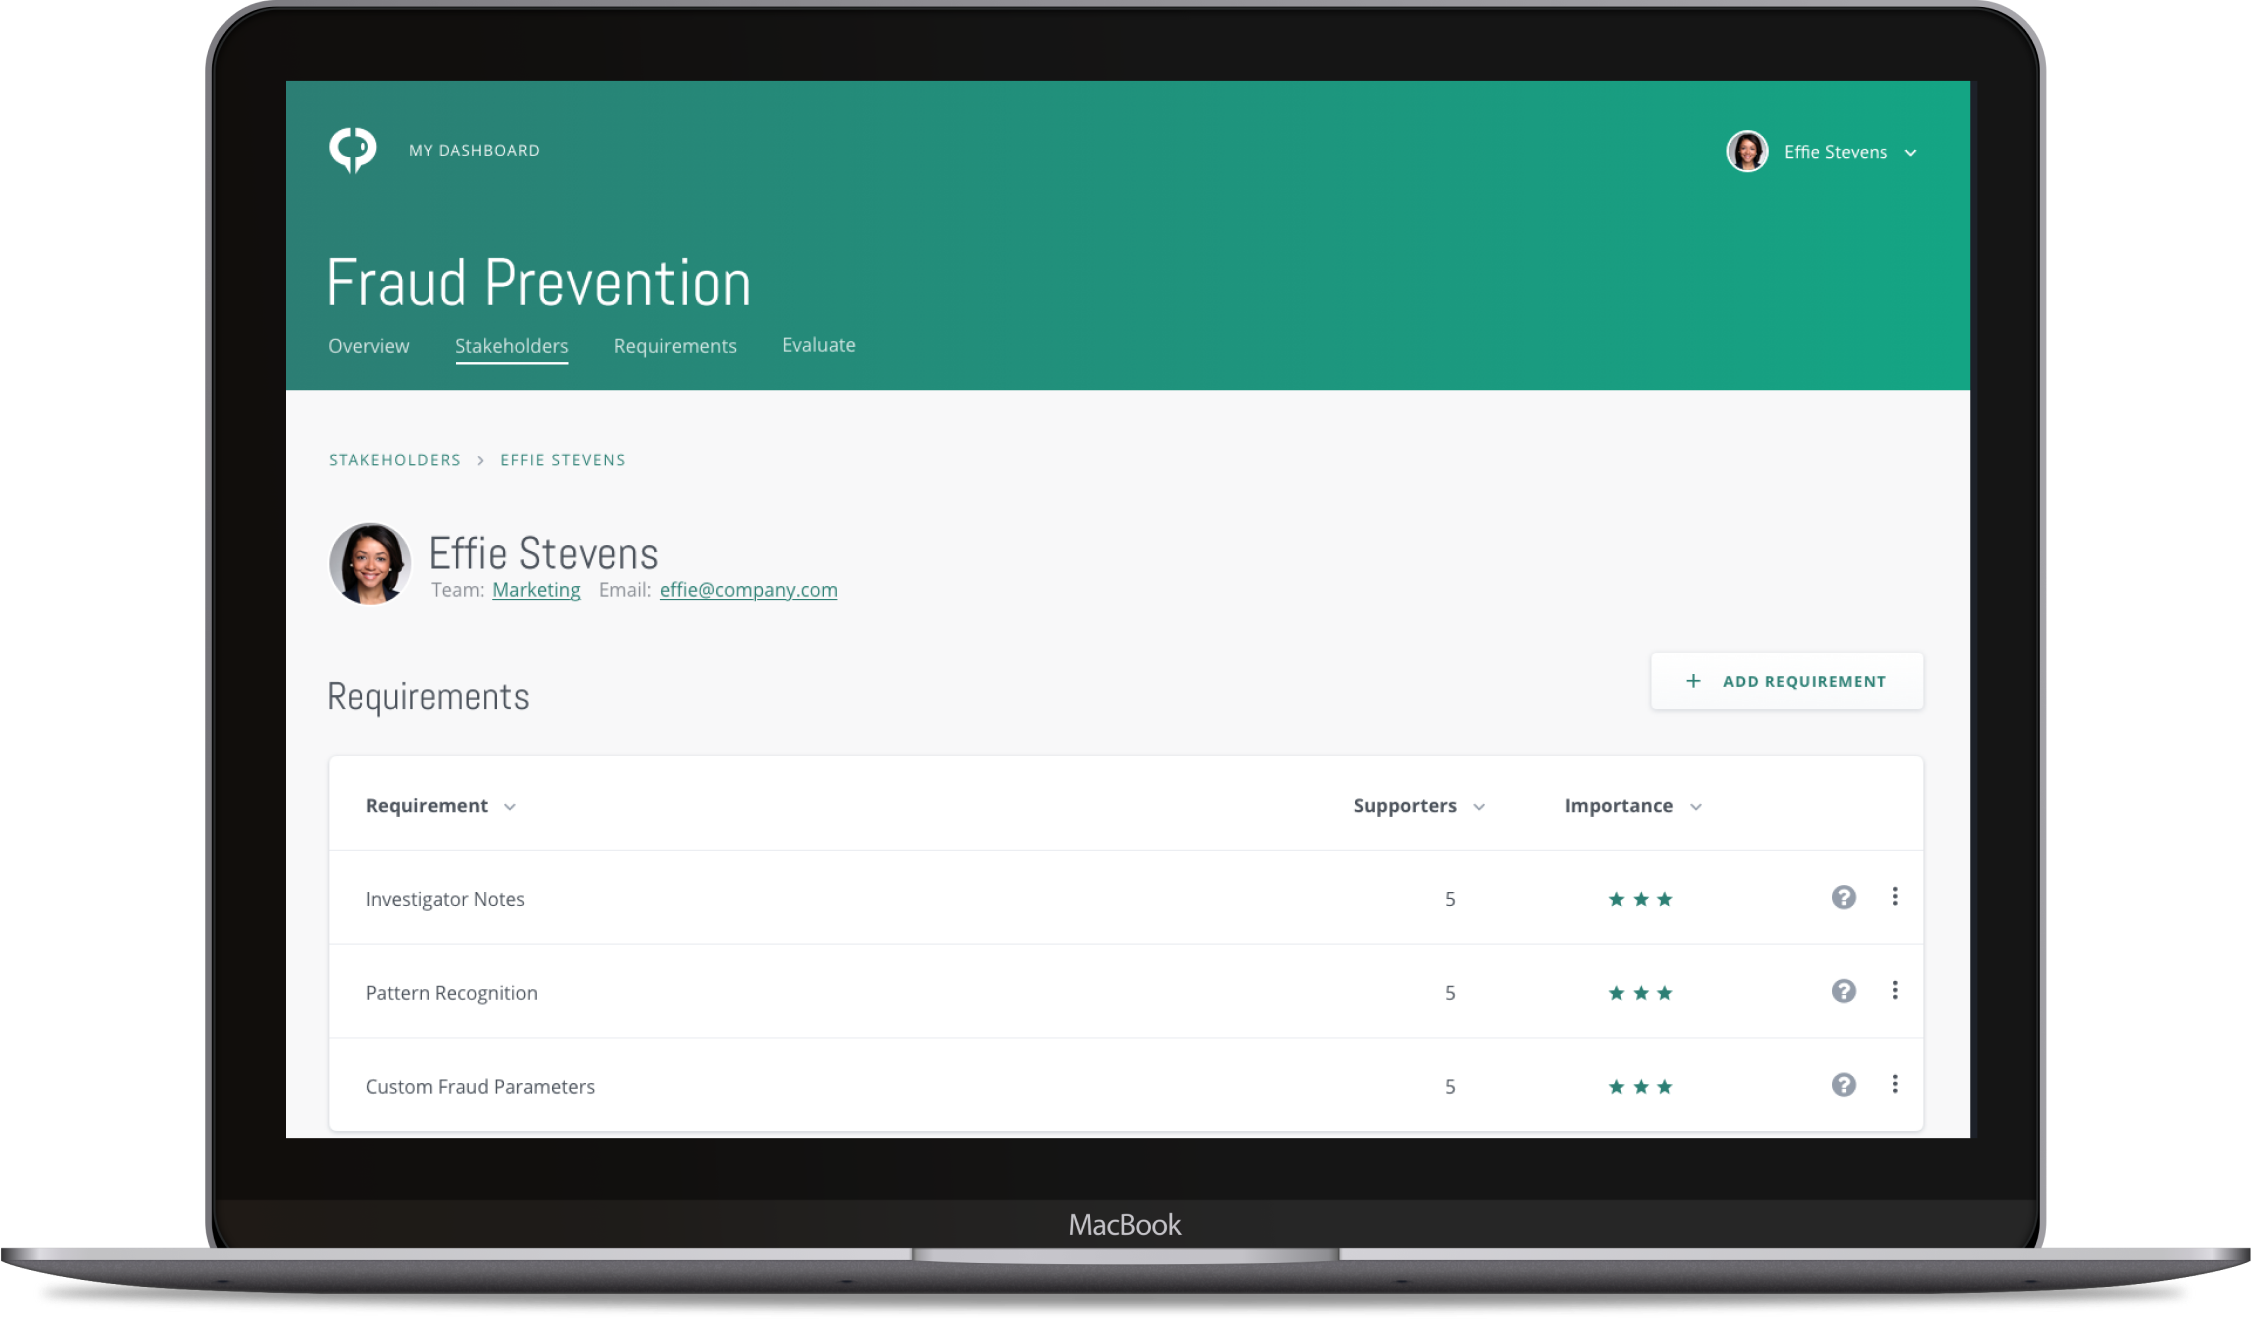 MY DASHBOARD
Effie Stevens
Fraud Prevention
Overview Stakeholders Requirements Evaluate
STAKEHOLDERS > EFFIE STEVENS
Effie Stevens
Team: Marketing Email: effie@company.com
Requirements
+ ADD REQUIREMENT
Requirement Supporters Importance
Investigator Notes 5 ★ ★ ★ ?
Pattern Recognition 5 ★ ★ ★ ?
Custom Fraud Parameters 5 ★ ★ ★ ?
MacBook